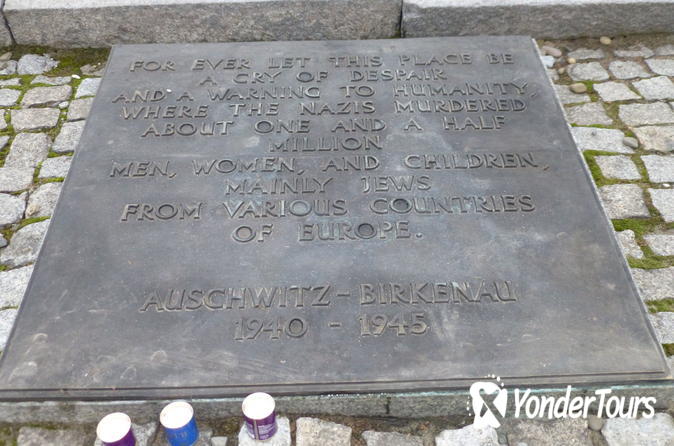 FOR EVER LET THIS PLACE BE
A CRY OF DESPAIR
AND A WARNING TO HUMANITY,
WHERE THE NAZIS MURDERED
ABOUT ONE AND A HALF
MILLION
MEN, WOMEN, AND CHILDREN,
MAINLY JEWS
FROM VARIOUS COUNTRIES
OF EUROPE.
AUSCHWITZ - BIRKENAU
1940 - 1945
YonderTours